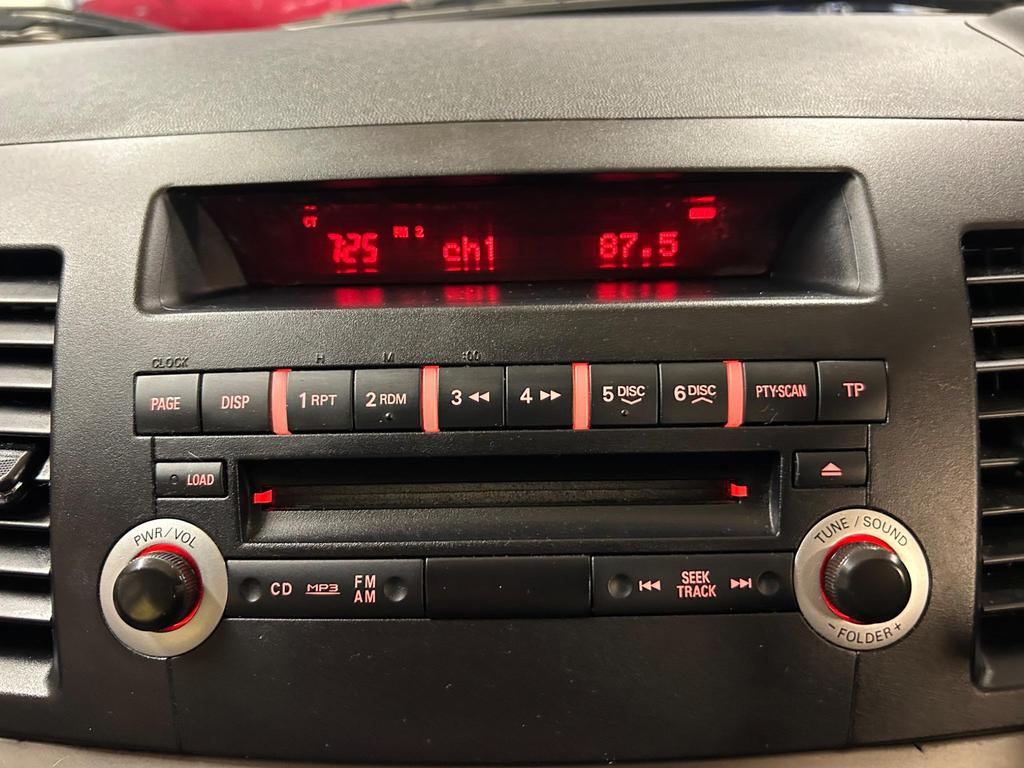 CT
7:25 FM 2 ch1 87.5
CLOCK H M :00
PAGE DISP 1 RPT 2 RDM 3 4 5 DISC 6 DISC PTY·SCAN TP
LOAD
PWR/VOL
TUNE / SOUND
CD MP3 FM AM
SEEK TRACK
- FOLDER +